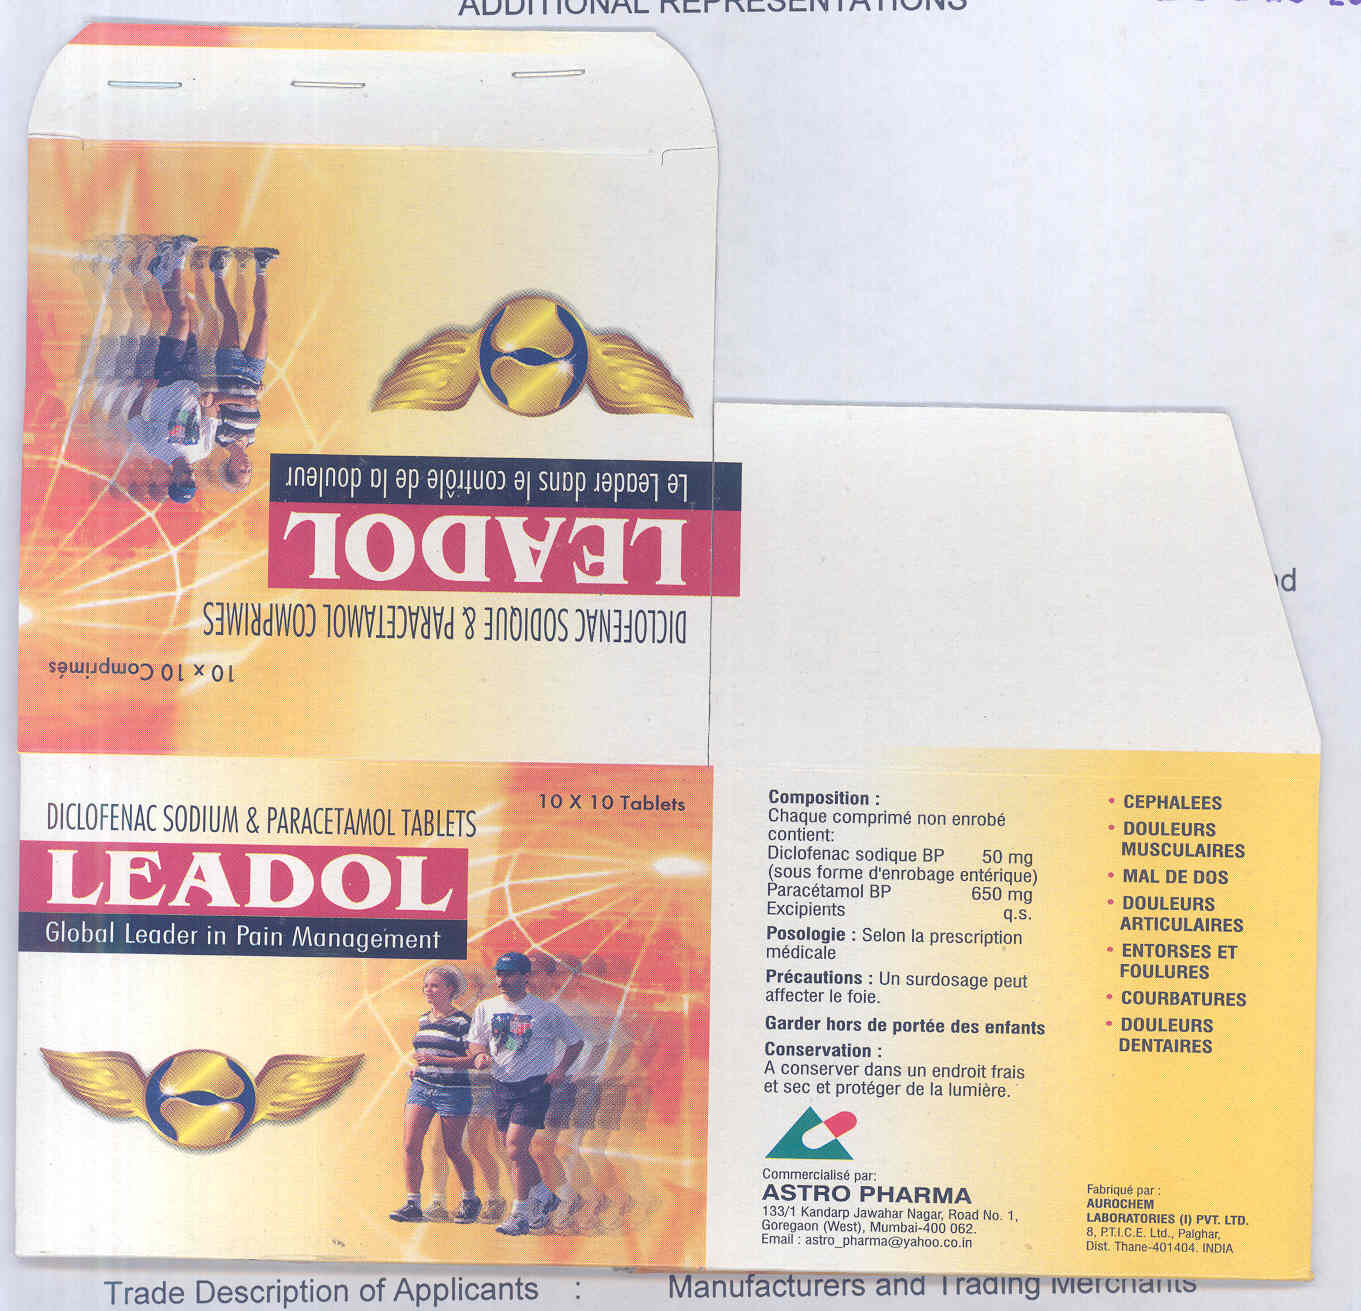 ADDITIONAL REPRESENTATIONS
Le Leader dans le contrôle de la douleur
LEADOL
DICLOFENAC SODIQUE & PARACETAMOL COMPRIMES
10 x 10 Comprimés
DICLOFENAC SODIUM & PARACETAMOL TABLETS
10 X 10 Tablets
LEADOL
Global Leader in Pain Management
Composition :
Chaque comprimé non enrobé
contient:
Diclofenac sodique BP 50 mg
(sous forme d'enrobage entérique)
Paracétamol BP 650 mg
Excipients q.s.
Posologie : Selon la prescription
médicale
Précautions : Un surdosage peut
affecter le foie.
Garder hors de portée des enfants
Conservation :
A conserver dans un endroit frais
et sec et protéger de la lumière.
Commercialisé par:
ASTRO PHARMA
133/1 Kandarp Jawahar Nagar, Road No. 1,
Goregaon (West), Mumbai-400 062.
Email : astro_pharma@yahoo.co.in
• CEPHALEES
• DOULEURS
MUSCULAIRES
• MAL DE DOS
• DOULEURS
ARTICULAIRES
• ENTORSES ET
FOULURES
• COURBATURES
• DOULEURS
DENTAIRES
Fabriqué par :
AUROCHEM
LABORATORIES (I) PVT. LTD.
8, P.T.I.C.E. Ltd., Palghar,
Dist. Thane-401404. INDIA
Trade Description of Applicants : Manufacturers and Trading Merchants